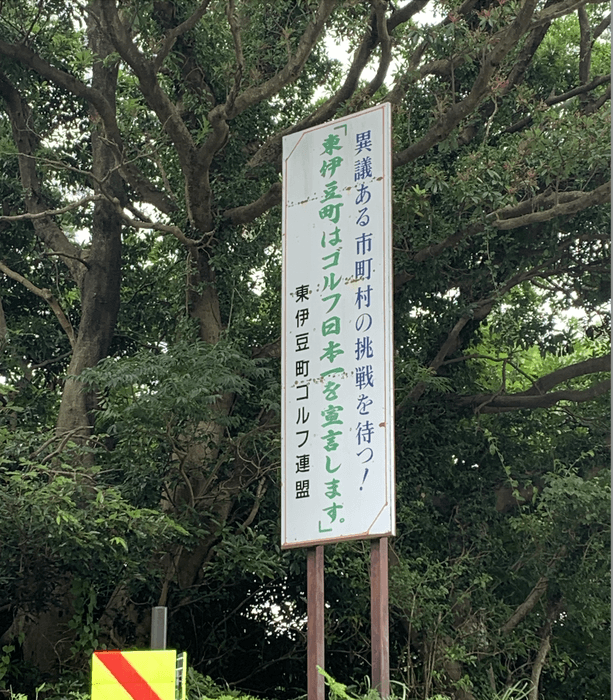 異議ある市町村の挑戦を待つ！
「東伊豆町はゴルフ日本一を宣言します。」
東伊豆町ゴルフ連盟